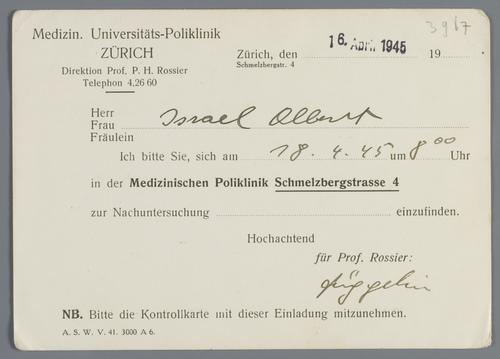 3967
Medizin. Universitäts-Poliklinik
ZÜRICH
Direktion Prof. P. H. Rossier
Telephon 4.26 60
Zürich, den 16. April 1945 19
Schmelzbergstr. 4
Herr
Frau Israel Albert
Fräulein
Ich bitte Sie, sich am 18. 4. 45 um 8 00 Uhr
in der Medizinischen Poliklinik Schmelzbergstrasse 4
zur Nachuntersuchung einzufinden.
Hochachtend
für Prof. Rossier:
NB. Bitte die Kontrollkarte mit dieser Einladung mitzunehmen.
A. S. W. V. 41. 3000 A 6.